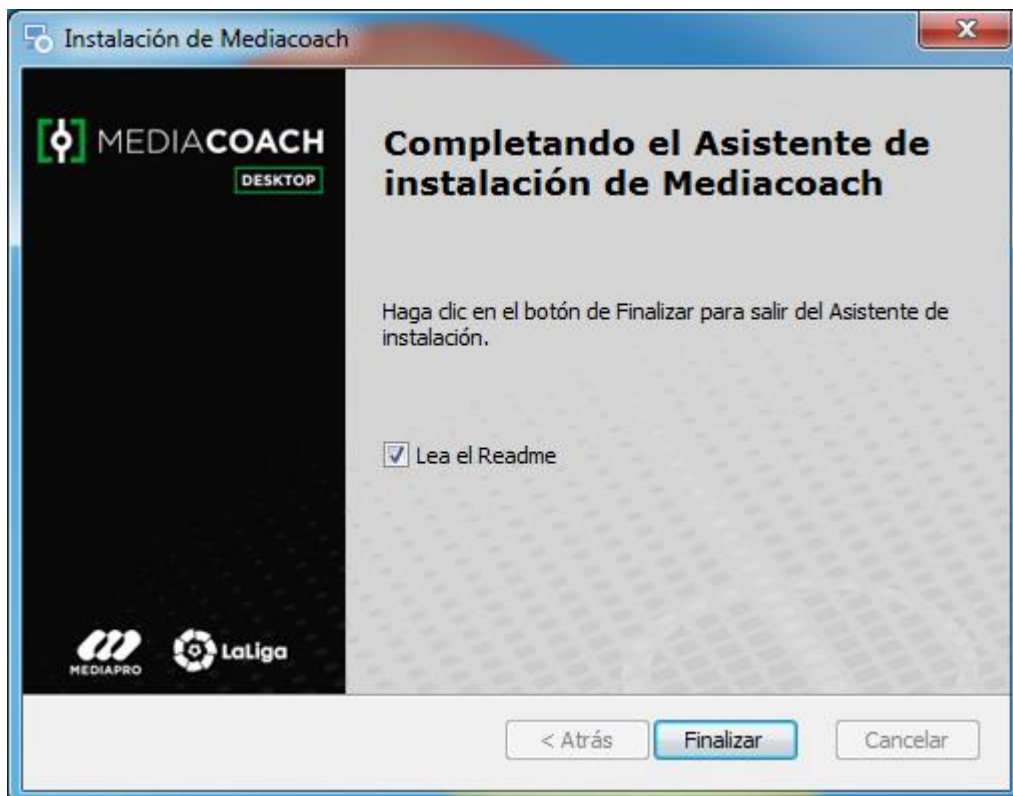 Instalación de Mediacoach
MEDIACOACH
DESKTOP
Completando el Asistente de
instalación de Mediacoach
Haga clic en el botón de Finalizar para salir del Asistente de
instalación.
Lea el Readme
MEDIAPRO
LaLiga
< Atrás
Finalizar
Cancelar